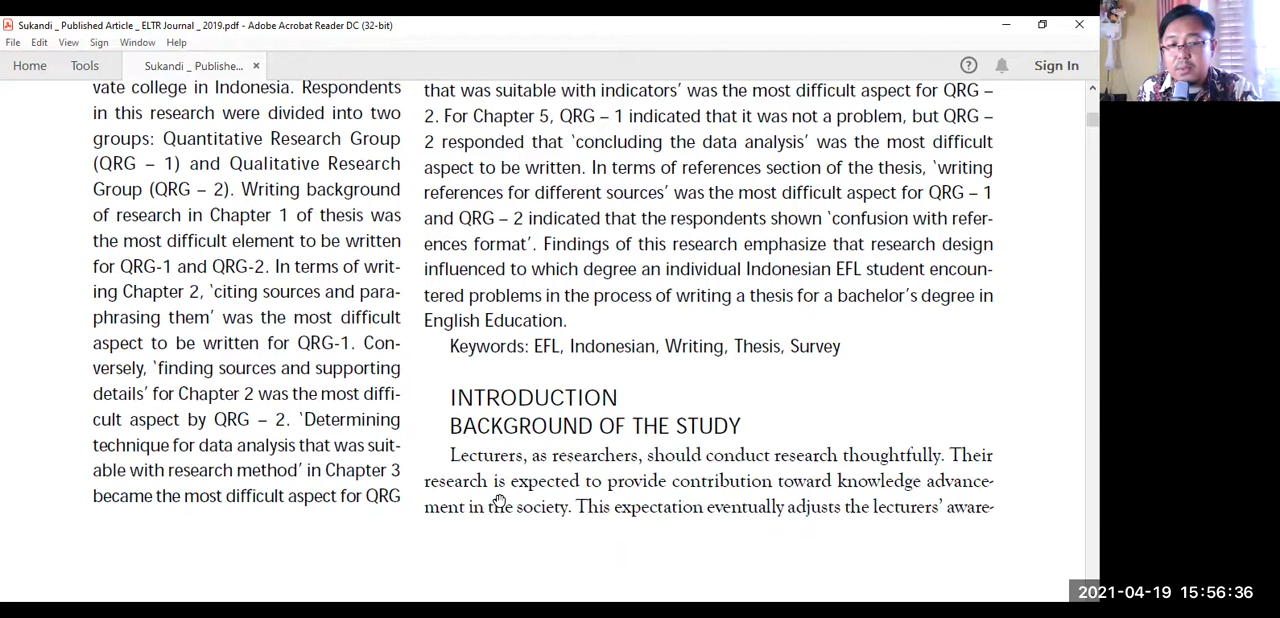 Sukandi _ Published Article _ ELTR Journal _ 2019.pdf - Adobe Acrobat Reader DC (32-bit)
File Edit View Sign Window Help
Home Tools Sukandi _ Publishe... × Sign In
vate college in Indonesia. Respondents
in this research were divided into two
groups: Quantitative Research Group
(QRG – 1) and Qualitative Research
Group (QRG – 2). Writing background
of research in Chapter 1 of thesis was
the most difficult element to be written
for QRG-1 and QRG-2. In terms of writ-
ing Chapter 2, ‘citing sources and para-
phrasing them’ was the most difficult
aspect to be written for QRG-1. Con-
versely, ‘finding sources and supporting
details’ for Chapter 2 was the most diffi-
cult aspect by QRG – 2. ‘Determining
technique for data analysis that was suit-
able with research method’ in Chapter 3
became the most difficult aspect for QRG
that was suitable with indicators’ was the most difficult aspect for QRG –
2. For Chapter 5, QRG – 1 indicated that it was not a problem, but QRG –
2 responded that ‘concluding the data analysis’ was the most difficult
aspect to be written. In terms of references section of the thesis, ‘writing
references for different sources’ was the most difficult aspect for QRG – 1
and QRG – 2 indicated that the respondents shown ‘confusion with refer-
ences format’. Findings of this research emphasize that research design
influenced to which degree an individual Indonesian EFL student encoun-
tered problems in the process of writing a thesis for a bachelor’s degree in
English Education.
Keywords: EFL, Indonesian, Writing, Thesis, Survey
INTRODUCTION
BACKGROUND OF THE STUDY
Lecturers, as researchers, should conduct research thoughtfully. Their
research is expected to provide contribution toward knowledge advance-
ment in the society. This expectation eventually adjusts the lecturers’ aware-
2021-04-19 15:56:36